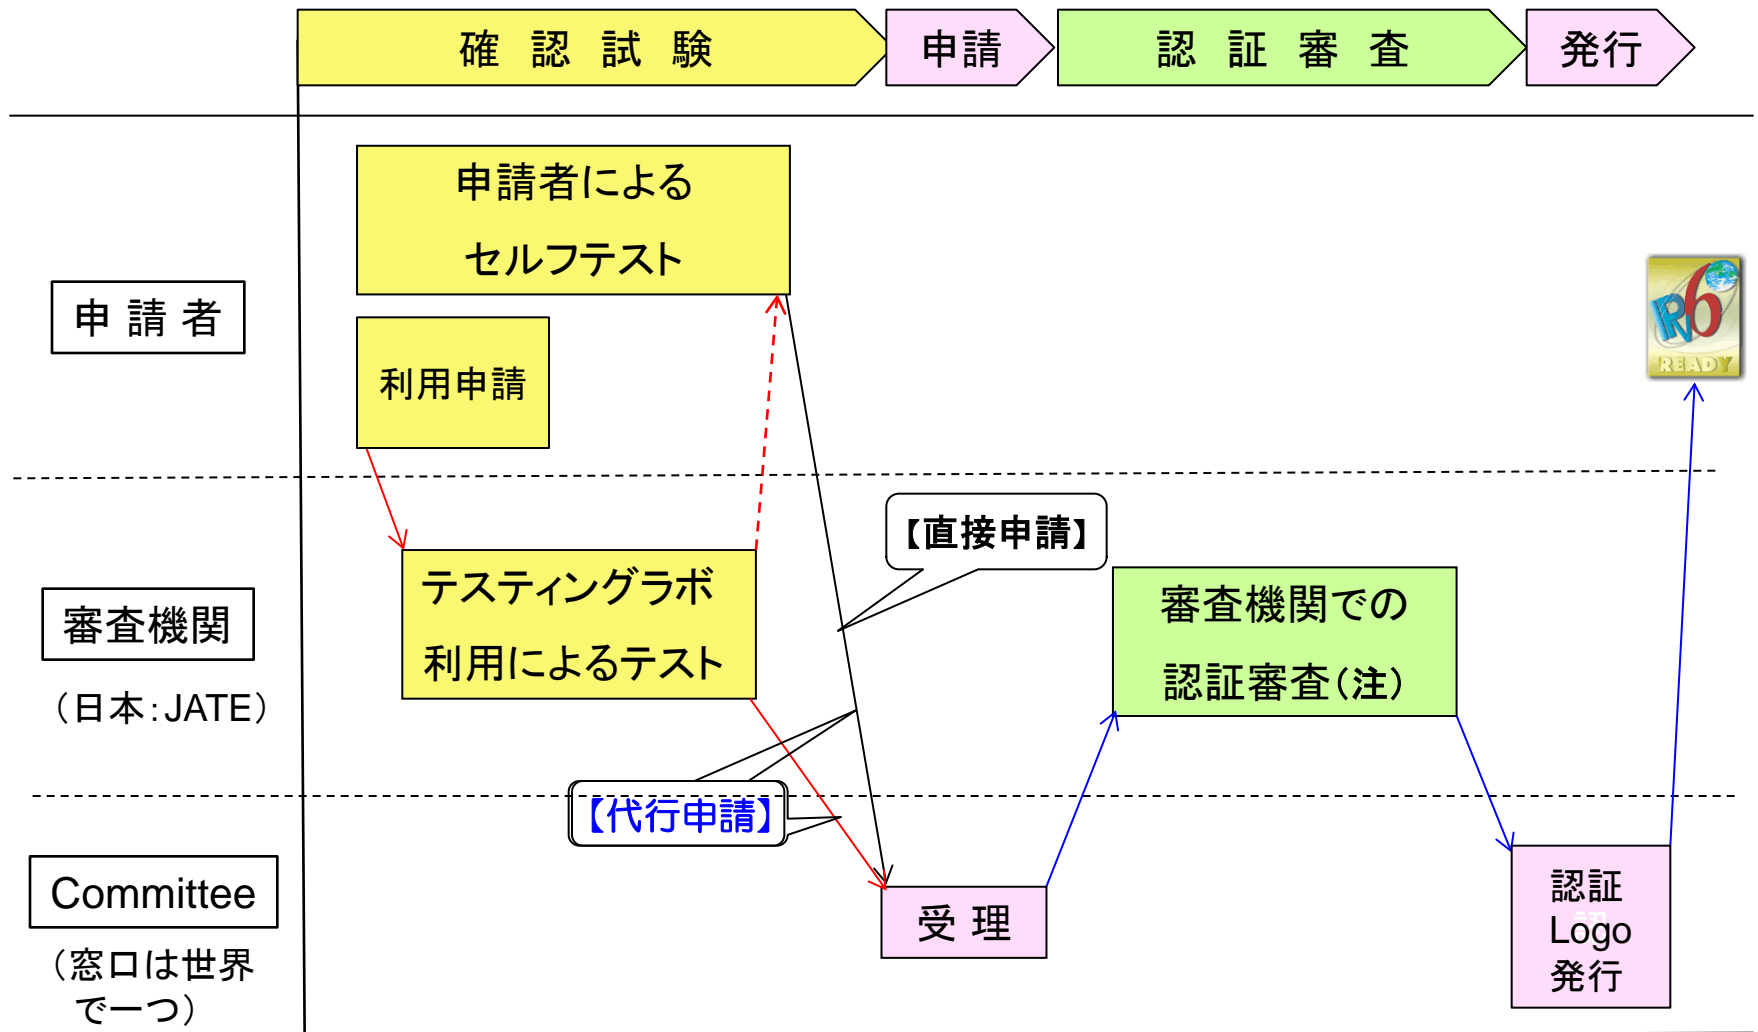 確 認 試 験
申請
認 証 審 査
発行
申請者による
セルフテスト
申 請 者
利用申請
IPV6
READY
【直接申請】
テスティングラボ
利用によるテスト
審査機関
（日本：JATE）
審査機関での
認証審査（注）
【代行申請】
Committee
（窓口は世界
で一つ）
受 理
認証
Logo
発行